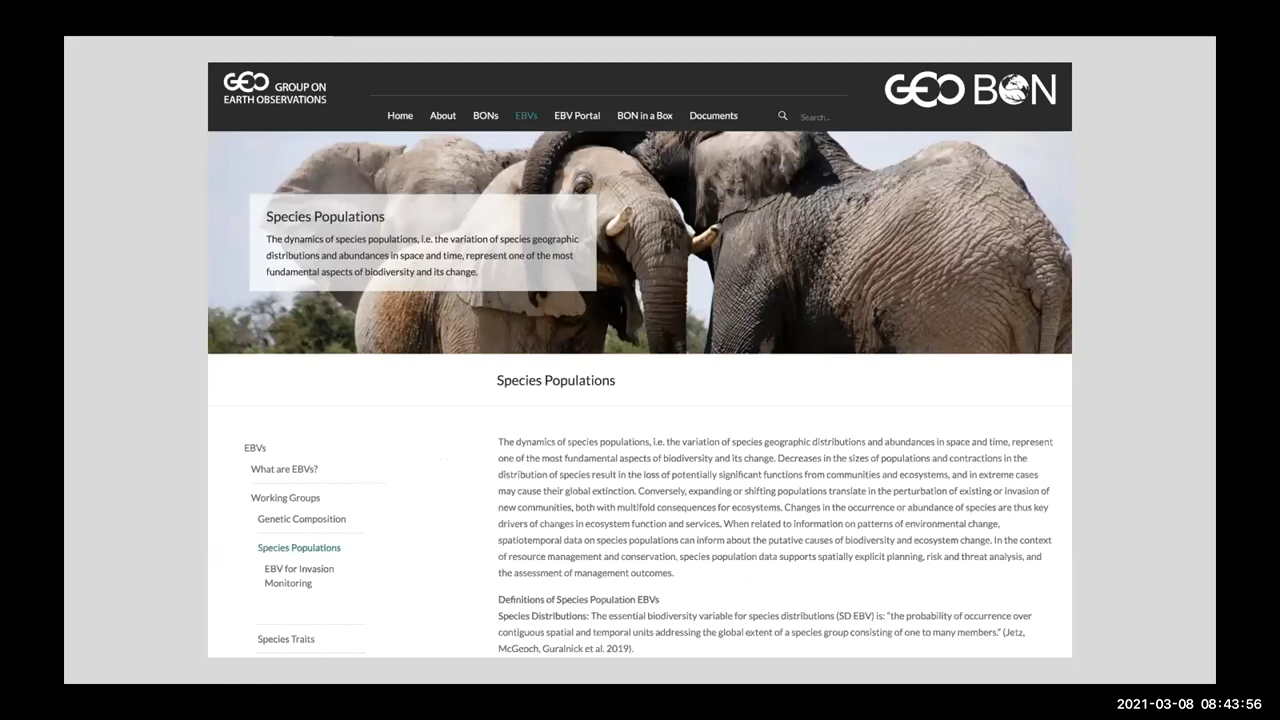 GEO GROUP ON
EARTH OBSERVATIONS
GEO BON
Home About BONs EBVs EBV Portal BON in a Box Documents Search...
Species Populations
The dynamics of species populations, i.e. the variation of species geographic
distributions and abundances in space and time, represent one of the most
fundamental aspects of biodiversity and its change.
Species Populations
EBVs
What are EBVs?
Working Groups
Genetic Composition
Species Populations
EBV for Invasion
Monitoring
Species Traits
The dynamics of species populations, i.e. the variation of species geographic distributions and abundances in space and time, represent
one of the most fundamental aspects of biodiversity and its change. Decreases in the sizes of populations and contractions in the
distribution of species result in the loss of potentially significant functions from communities and ecosystems, and in extreme cases
may cause their global extinction. Conversely, expanding or shifting populations translate in the perturbation of existing or invasion of
new communities, both with multifold consequences for ecosystems. Changes in the occurrence or abundance of species are thus key
drivers of changes in ecosystem function and services. When related to information on patterns of environmental change,
spatiotemporal data on species populations can inform about the putative causes of biodiversity and ecosystem change. In the context
of resource management and conservation, species population data supports spatially explicit planning, risk and threat analysis, and
the assessment of management outcomes.
Definitions of Species Population EBVs
Species Distributions: The essential biodiversity variable for species distributions (SD EBV) is: “the probability of occurrence over
contiguous spatial and temporal units addressing the global extent of a species group consisting of one to many members.” (Jetz,
McGeoch, Guralnick et al. 2019).
2021-03-08 08:43:56